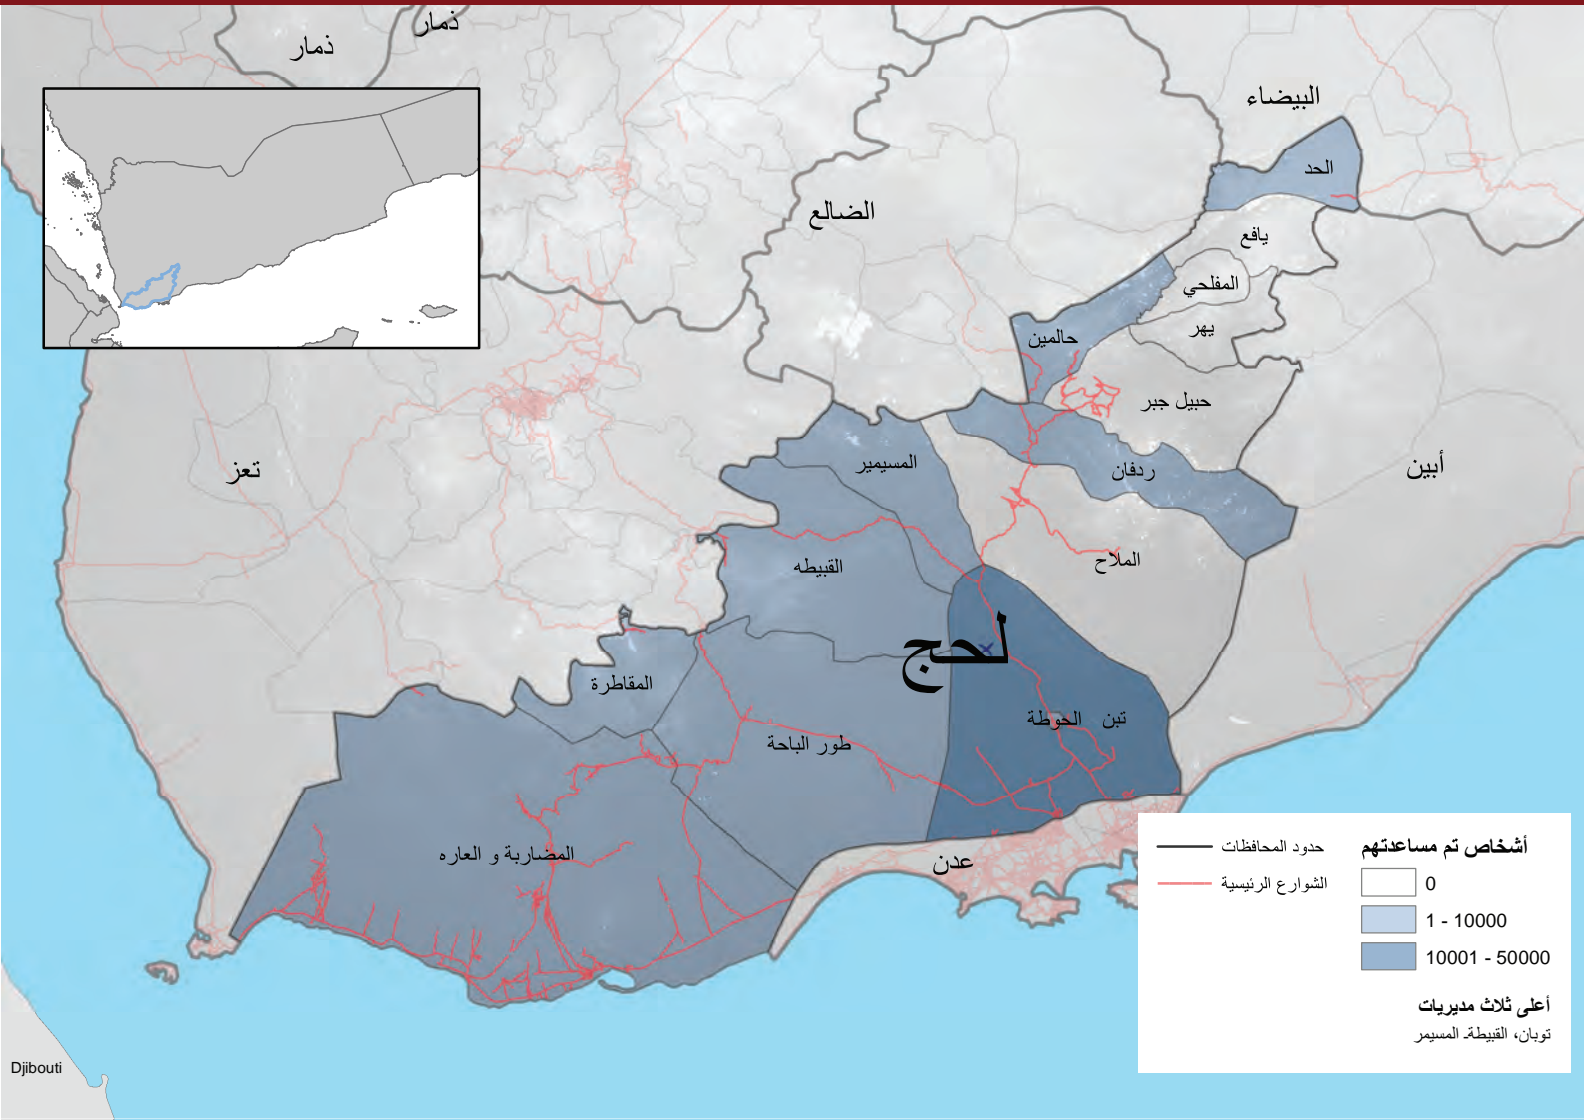 ذمار
ذمار
البيضاء
الحد
الضالع
يافع
المفلحي
يهر
حالمين
حبيل جبر
تعز
المسيمير
ردفان
أبين
القبيطه
الملاح
لحج
المقاطرة
تبن
الحوطة
طور الباحة
المضاربة و العاره
عدن
أشخاص تم مساعدتهم
0
1 - 10000
10001 - 50000
حدود المحافظات
الشوارع الرئيسية
أعلى ثلاث مديريات
توبان، القبيطةـ المسيمر
Djibouti